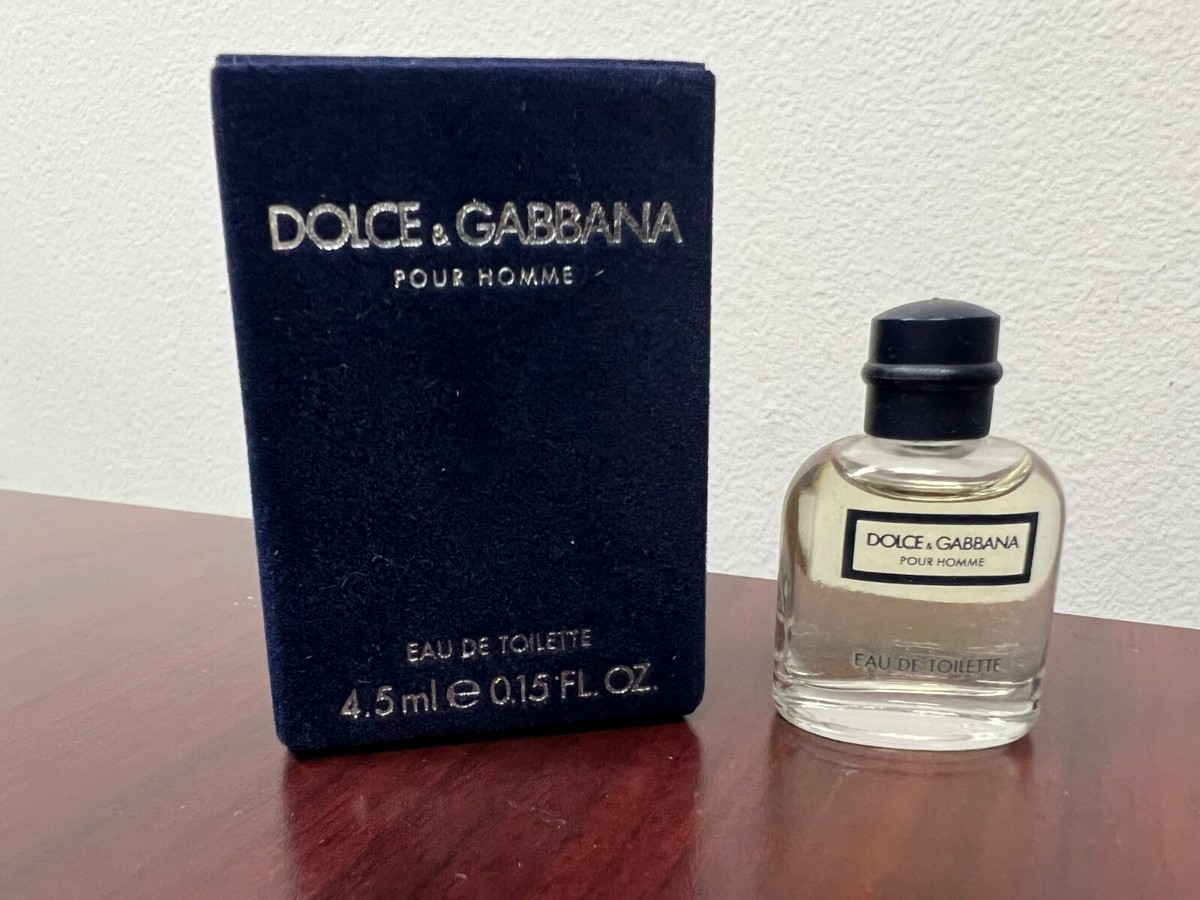 DOLCE & GABBANA
POUR HOMME
EAU DE TOILETTE
4.5 ml e 0.15 FL. OZ.
DOLCE & GABBANA
POUR HOMME
EAU DE TOILETTE